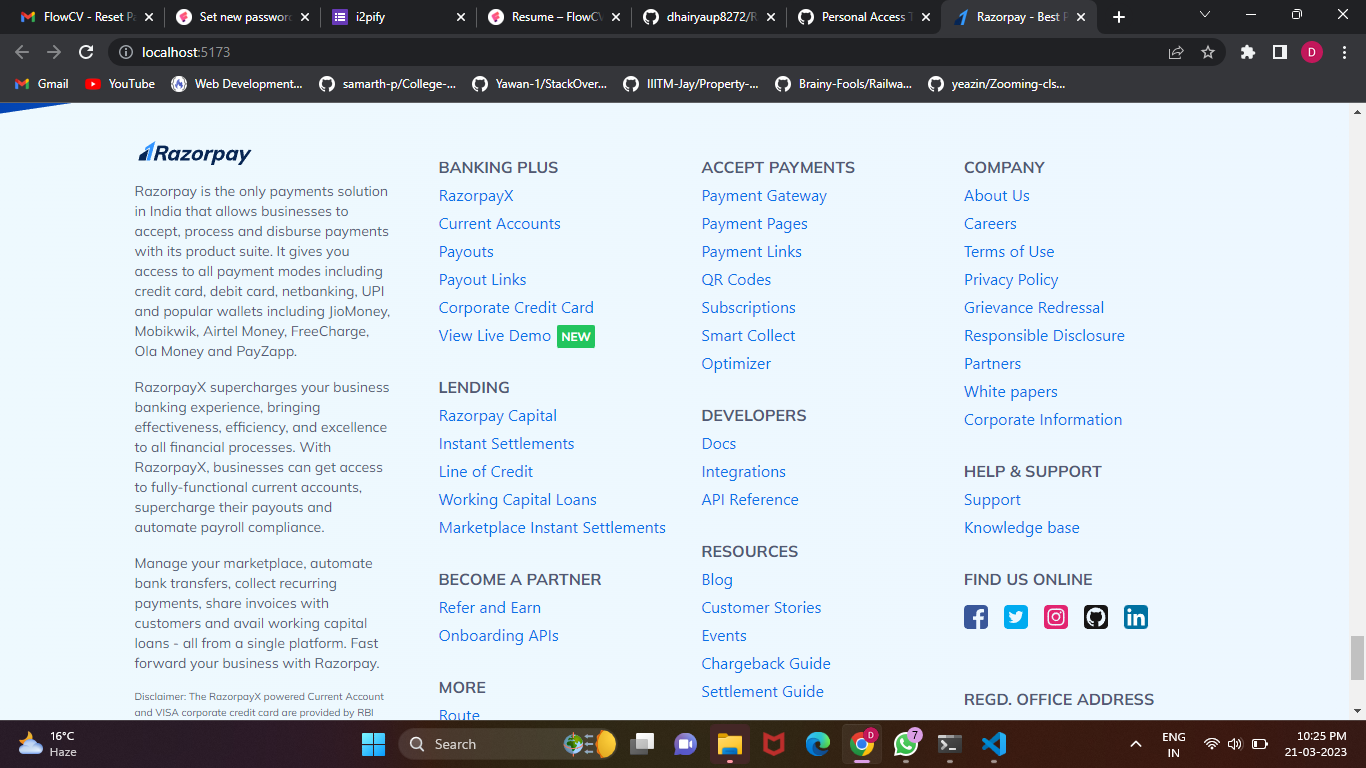 FlowCV - Reset P
Set new password
i2pify
Resume – FlowCV
dhairyaup8272/R
Personal Access T
Razorpay - Best P
localhost:5173
D
Gmail
YouTube
Web Development...
samarth-p/College-...
Yawan-1/StackOver...
IIITM-Jay/Property-...
Brainy-Fools/Railwa...
yeazin/Zooming-cls...
Razorpay
Razorpay is the only payments solution
in India that allows businesses to
accept, process and disburse payments
with its product suite. It gives you
access to all payment modes including
credit card, debit card, netbanking, UPI
and popular wallets including JioMoney,
Mobikwik, Airtel Money, FreeCharge,
Ola Money and PayZapp.
RazorpayX supercharges your business
banking experience, bringing
effectiveness, efficiency, and excellence
to all financial processes. With
RazorpayX, businesses can get access
to fully-functional current accounts,
supercharge their payouts and
automate payroll compliance.
Manage your marketplace, automate
bank transfers, collect recurring
payments, share invoices with
customers and avail working capital
loans - all from a single platform. Fast
forward your business with Razorpay.
Disclaimer: The RazorpayX powered Current Account
and VISA corporate credit card are provided by RBI
BANKING PLUS
RazorpayX
Current Accounts
Payouts
Payout Links
Corporate Credit Card
View Live Demo NEW
LENDING
Razorpay Capital
Instant Settlements
Line of Credit
Working Capital Loans
Marketplace Instant Settlements
BECOME A PARTNER
Refer and Earn
Onboarding APIs
MORE
Route
ACCEPT PAYMENTS
Payment Gateway
Payment Pages
Payment Links
QR Codes
Subscriptions
Smart Collect
Optimizer
DEVELOPERS
Docs
Integrations
API Reference
RESOURCES
Blog
Customer Stories
Events
Chargeback Guide
Settlement Guide
COMPANY
About Us
Careers
Terms of Use
Privacy Policy
Grievance Redressal
Responsible Disclosure
Partners
White papers
Corporate Information
HELP & SUPPORT
Support
Knowledge base
FIND US ONLINE
REGD. OFFICE ADDRESS
16°C
Haze
Search
D
7
ENG
IN
10:25 PM
21-03-2023